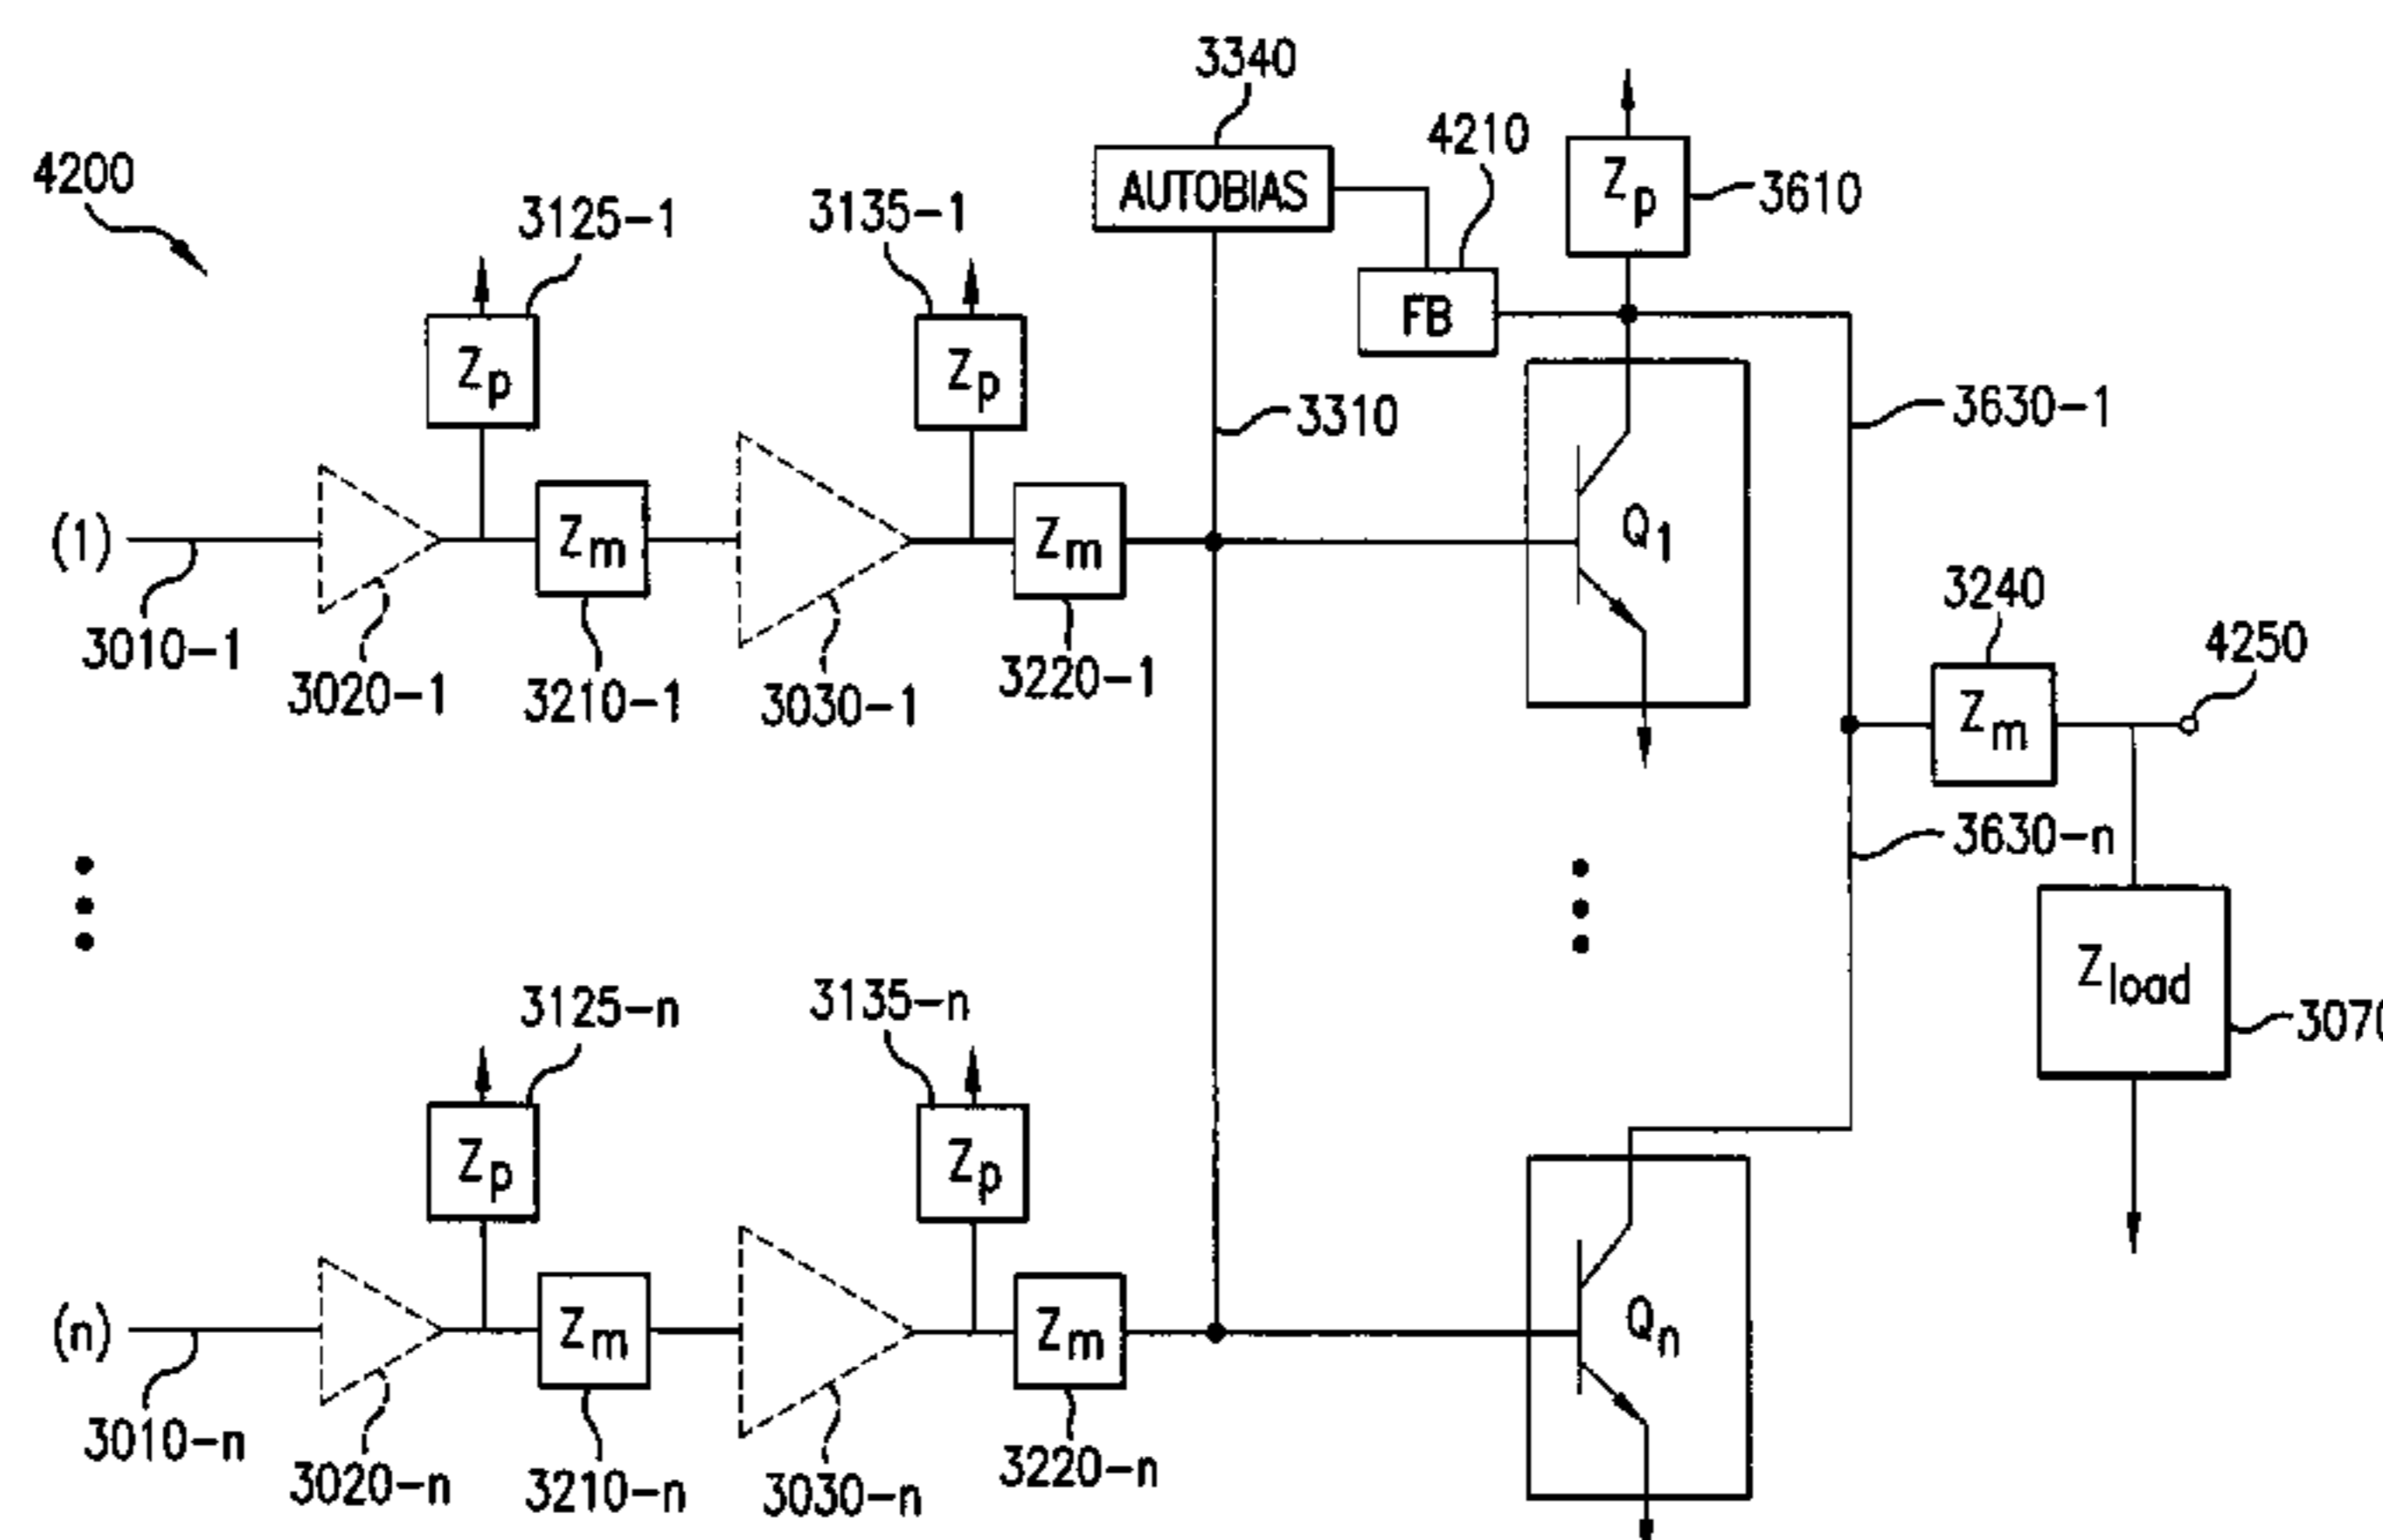 3340
4210
4200
AUTOBIAS
Zp
3610
3125-1
3135-1
Zp
Zp
FB
3310
3630-1
(1)
Zm
Zm
Q1
3010-1
3020-1
3210-1
3030-1
3220-1
3240
4250
Zm
3630-n
Zload
3070
3125-n
3135-n
Zp
Zp
(n)
Zm
Zm
Qn
3010-n
3020-n
3210-n
3030-n
3220-n